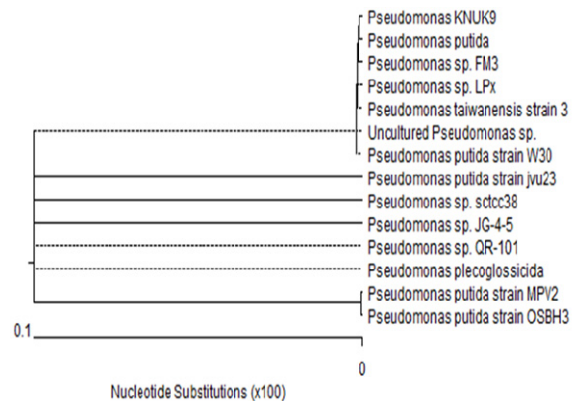 Pseudomonas KNUK9
Pseudomonas putida
Pseudomonas sp. FM3
Pseudomonas sp. LPx
Pseudomonas taiwanensis strain 3
Uncultured Pseudomonas sp.
Pseudomonas putida strain W30
Pseudomonas putida strain jvu23
Pseudomonas sp. sctcc38
Pseudomonas sp. JG-4-5
Pseudomonas sp. QR-101
Pseudomonas plecoglossicida
Pseudomonas putida strain MPV2
Pseudomonas putida strain OSBH3
0.1
0
Nucleotide Substitutions (x100)